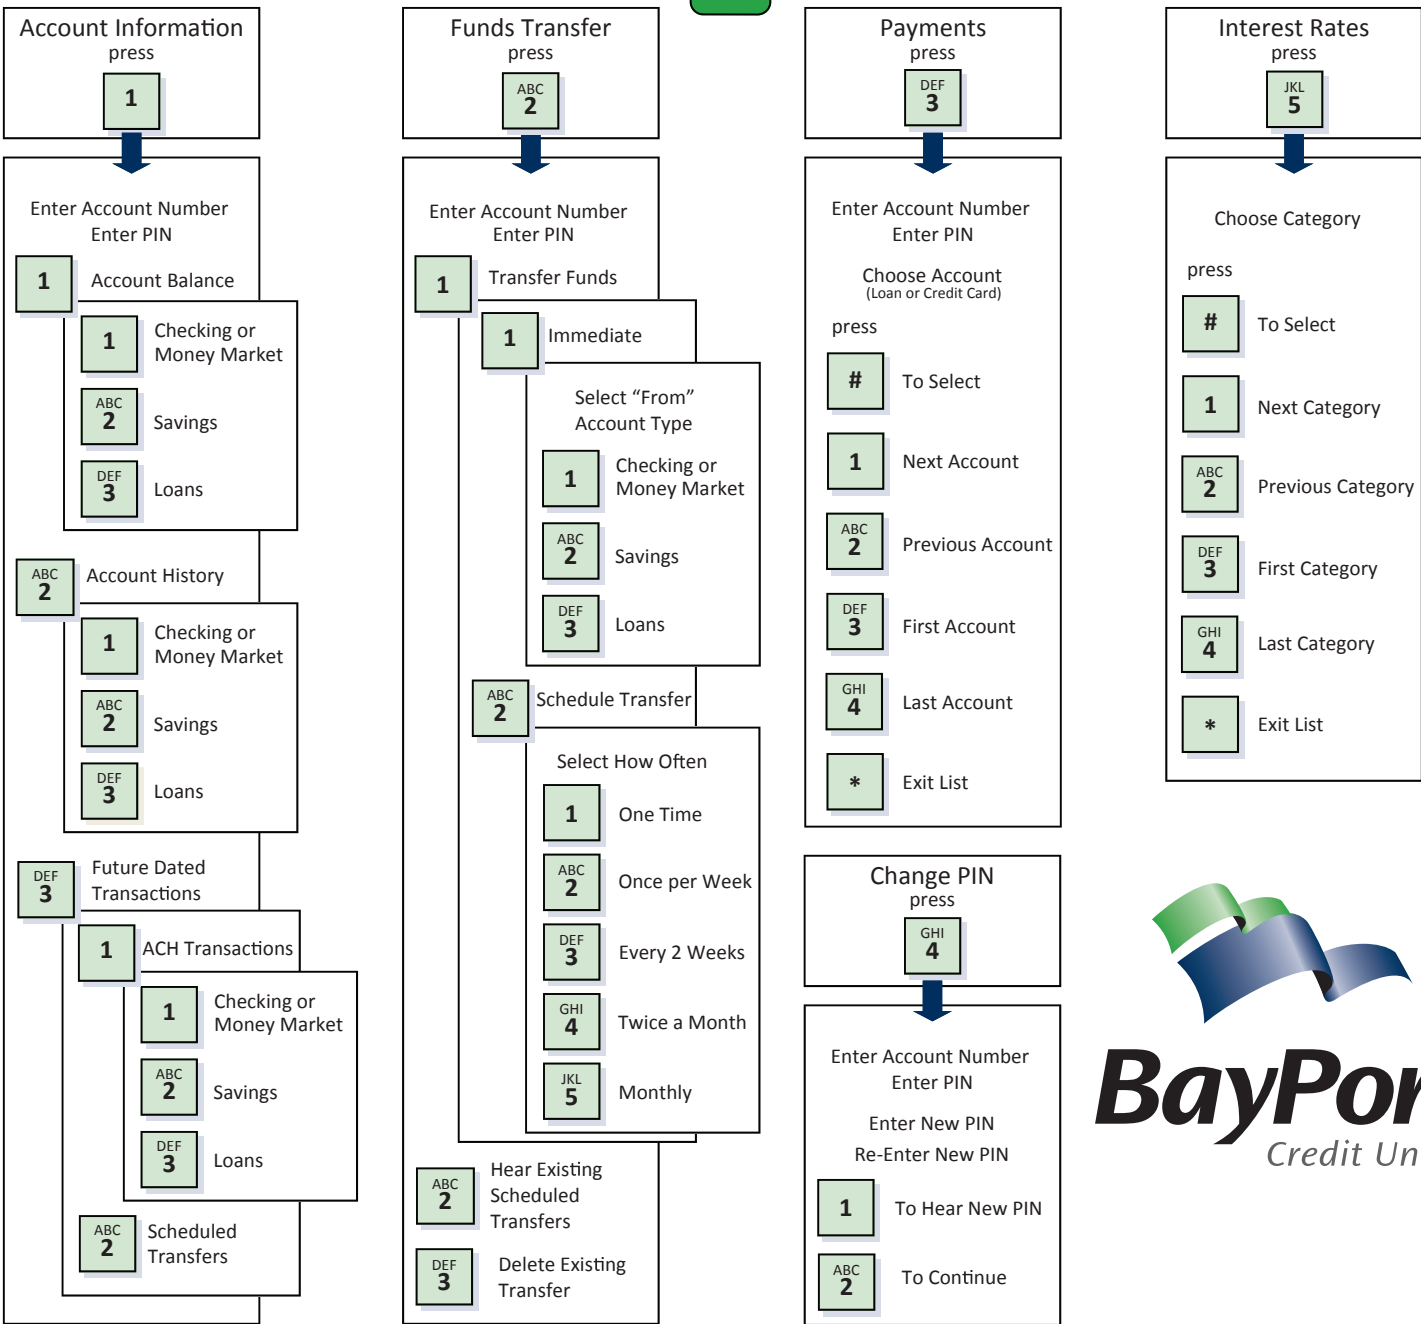 Account Information
press
1
Enter Account Number
Enter PIN
1 Account Balance
1 Checking or
Money Market
ABC
2 Savings
DEF
3 Loans
ABC
2 Account History
1 Checking or
Money Market
ABC
2 Savings
DEF
3 Loans
DEF
3 Future Dated
Transactions
1 ACH Transactions
1 Checking or
Money Market
ABC
2 Savings
DEF
3 Loans
ABC
2 Scheduled
Transfers
Funds Transfer
press
ABC
2
Enter Account Number
Enter PIN
1 Transfer Funds
1 Immediate
Select “From”
Account Type
1 Checking or
Money Market
ABC
2 Savings
DEF
3 Loans
ABC
2 Schedule Transfer
Select How Often
1 One Time
ABC
2 Once per Week
DEF
3 Every 2 Weeks
GHI
4 Twice a Month
JKL
5 Monthly
ABC
2 Hear Existing
Scheduled
Transfers
DEF
3 Delete Existing
Transfer
Payments
press
DEF
3
Enter Account Number
Enter PIN
Choose Account
(Loan or Credit Card)
press
# To Select
1 Next Account
ABC
2 Previous Account
DEF
3 First Account
GHI
4 Last Account
* Exit List
Change PIN
press
GHI
4
Enter Account Number
Enter PIN
Enter New PIN
Re-Enter New PIN
1 To Hear New PIN
ABC
2 To Continue
Interest Rates
press
JKL
5
Choose Category
press
# To Select
1 Next Category
ABC
2 Previous Category
DEF
3 First Category
GHI
4 Last Category
* Exit List
BayPor
Credit Un